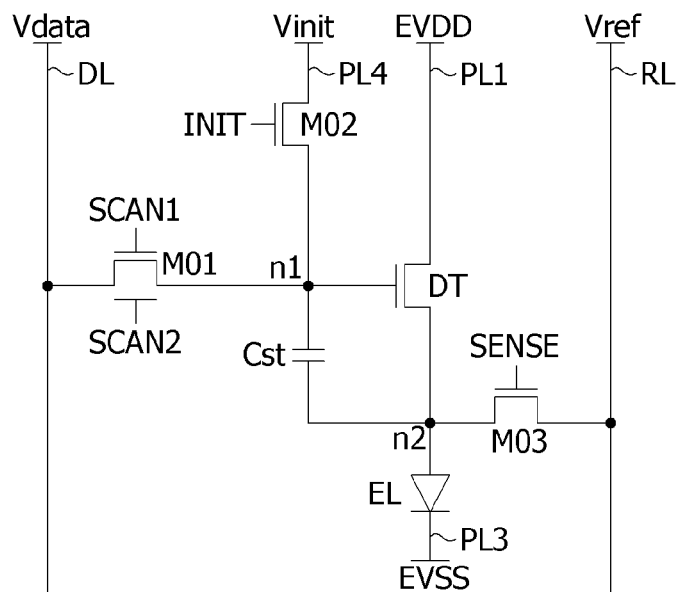 Vdata Vinit EVDD Vref
DL PL4 PL1 RL
INIT M02
SCAN1
M01 n1 DT
SCAN2 Cst SENSE
n2 M03
EL
PL3
EVSS